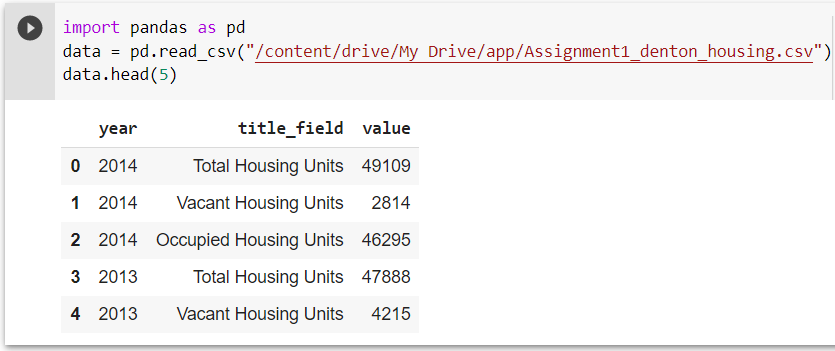 import pandas as pd
data = pd.read_csv("/content/drive/My Drive/app/Assignment1_denton_housing.csv")
data.head(5)
year title_field value
0 2014 Total Housing Units 49109
1 2014 Vacant Housing Units 2814
2 2014 Occupied Housing Units 46295
3 2013 Total Housing Units 47888
4 2013 Vacant Housing Units 4215